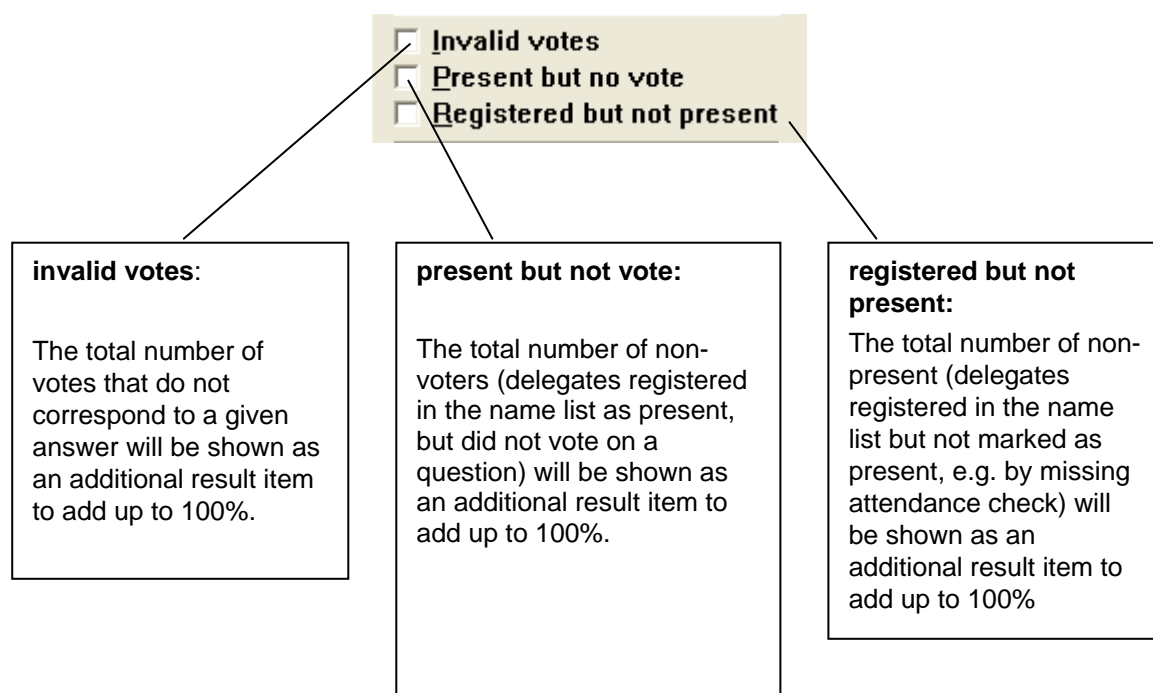 Invalid votes
Present but no vote
Registered but not present
invalid votes:
The total number of
votes that do not
correspond to a given
answer will be shown as
an additional result item
to add up to 100%.
present but not vote:
The total number of non-
voters (delegates registered
in the name list as present,
but did not vote on a
question) will be shown as
an additional result item to
add up to 100%.
registered but not
present:
The total number of non-
present (delegates
registered in the name
list but not marked as
present, e.g. by missing
attendance check) will
be shown as an
additional result item to
add up to 100%